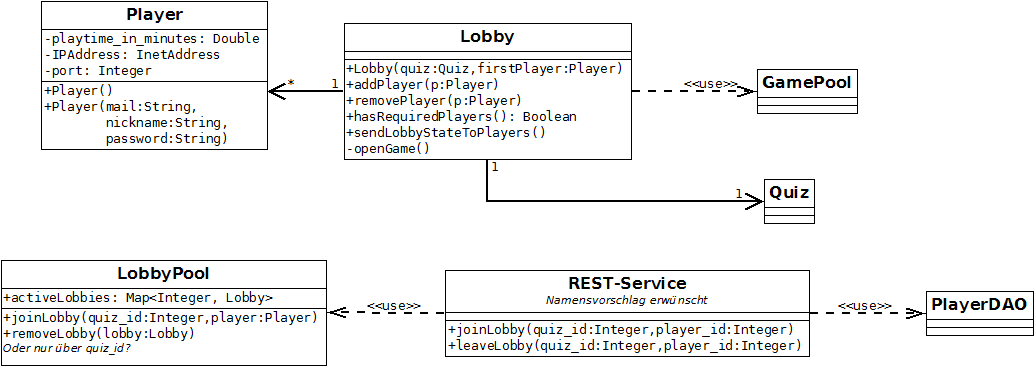 Player
-playtime_in_minutes: Double
-IPAddress: InetAddress
-port: Integer
+Player()
+Player(mail:String,
nickname:String,
password:String)
* 1
Lobby
+Lobby(quiz:Quiz,firstPlayer:Player)
+addPlayer(p:Player)
+removePlayer(p:Player)
+hasRequiredPlayers(): Boolean
+sendLobbyStateToPlayers()
-openGame()
<<use>>
GamePool
1
1
Quiz
LobbyPool
+activeLobbies: Map<Integer, Lobby>
+joinLobby(quiz_id:Integer,player:Player)
+removeLobby(lobby:Lobby)
Oder nur über quiz_id?
<<use>>
REST-Service
Namensvorschlag erwünscht
+joinLobby(quiz_id:Integer,player_id:Integer)
+leaveLobby(quiz_id:Integer,player_id:Integer)
<<use>>
PlayerDAO